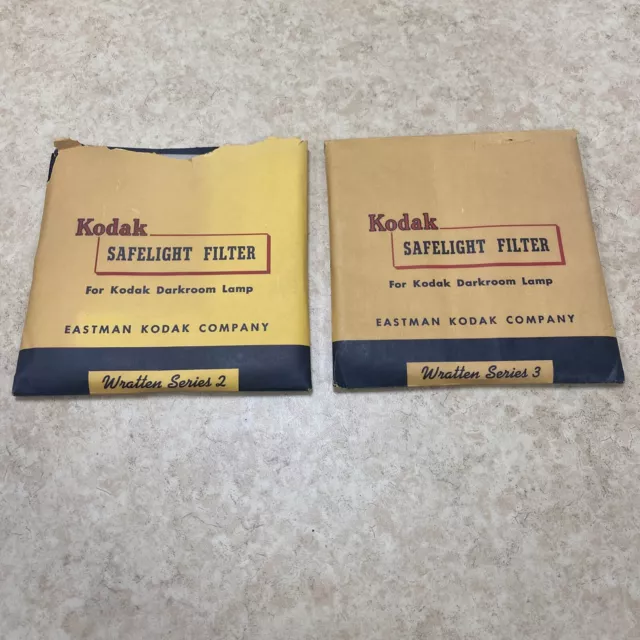 Kodak
SAFELIGHT FILTER
For Kodak Darkroom Lamp
EASTMAN KODAK COMPANY
Wratten Series 2
Kodak
SAFELIGHT FILTER
For Kodak Darkroom Lamp
EASTMAN KODAK COMPANY
Wratten Series 3